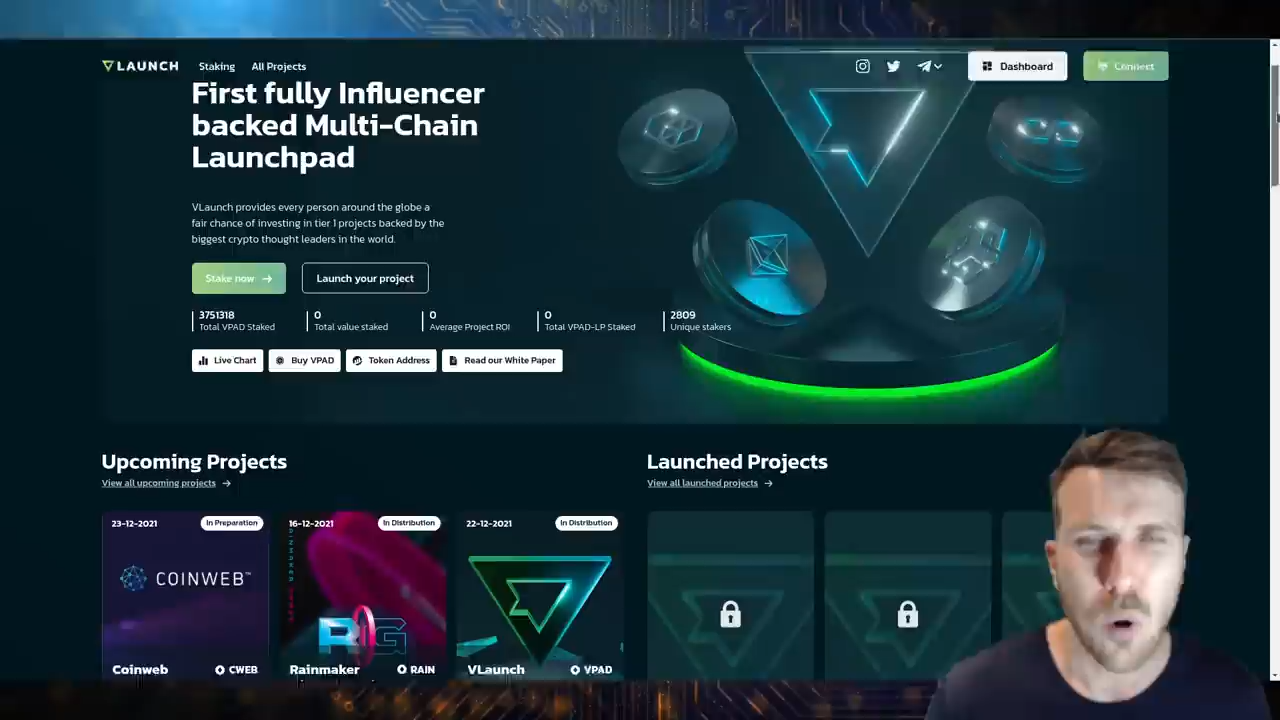 VLAUNCH
Staking
All Projects
Dashboard
Connect
First fully Influencer
backed Multi-Chain
Launchpad
VLaunch provides every person around the globe a
fair chance of investing in tier 1 projects backed by the
biggest crypto thought leaders in the world.
Stake now →
Launch your project
3751318
Total VPAD Staked
0
Total value staked
0
Average Project ROI
0
Total VPAD-LP Staked
2809
Unique stakers
Live Chart
Buy VPAD
Token Address
Read our White Paper
Upcoming Projects
View all upcoming projects →
Launched Projects
View all launched projects →
23-12-2021
In Preparation
COINWEB™
Coinweb
CWEB
16-12-2021
In Distribution
Rainmaker
RAIN
22-12-2021
In Distribution
VLaunch
VPAD